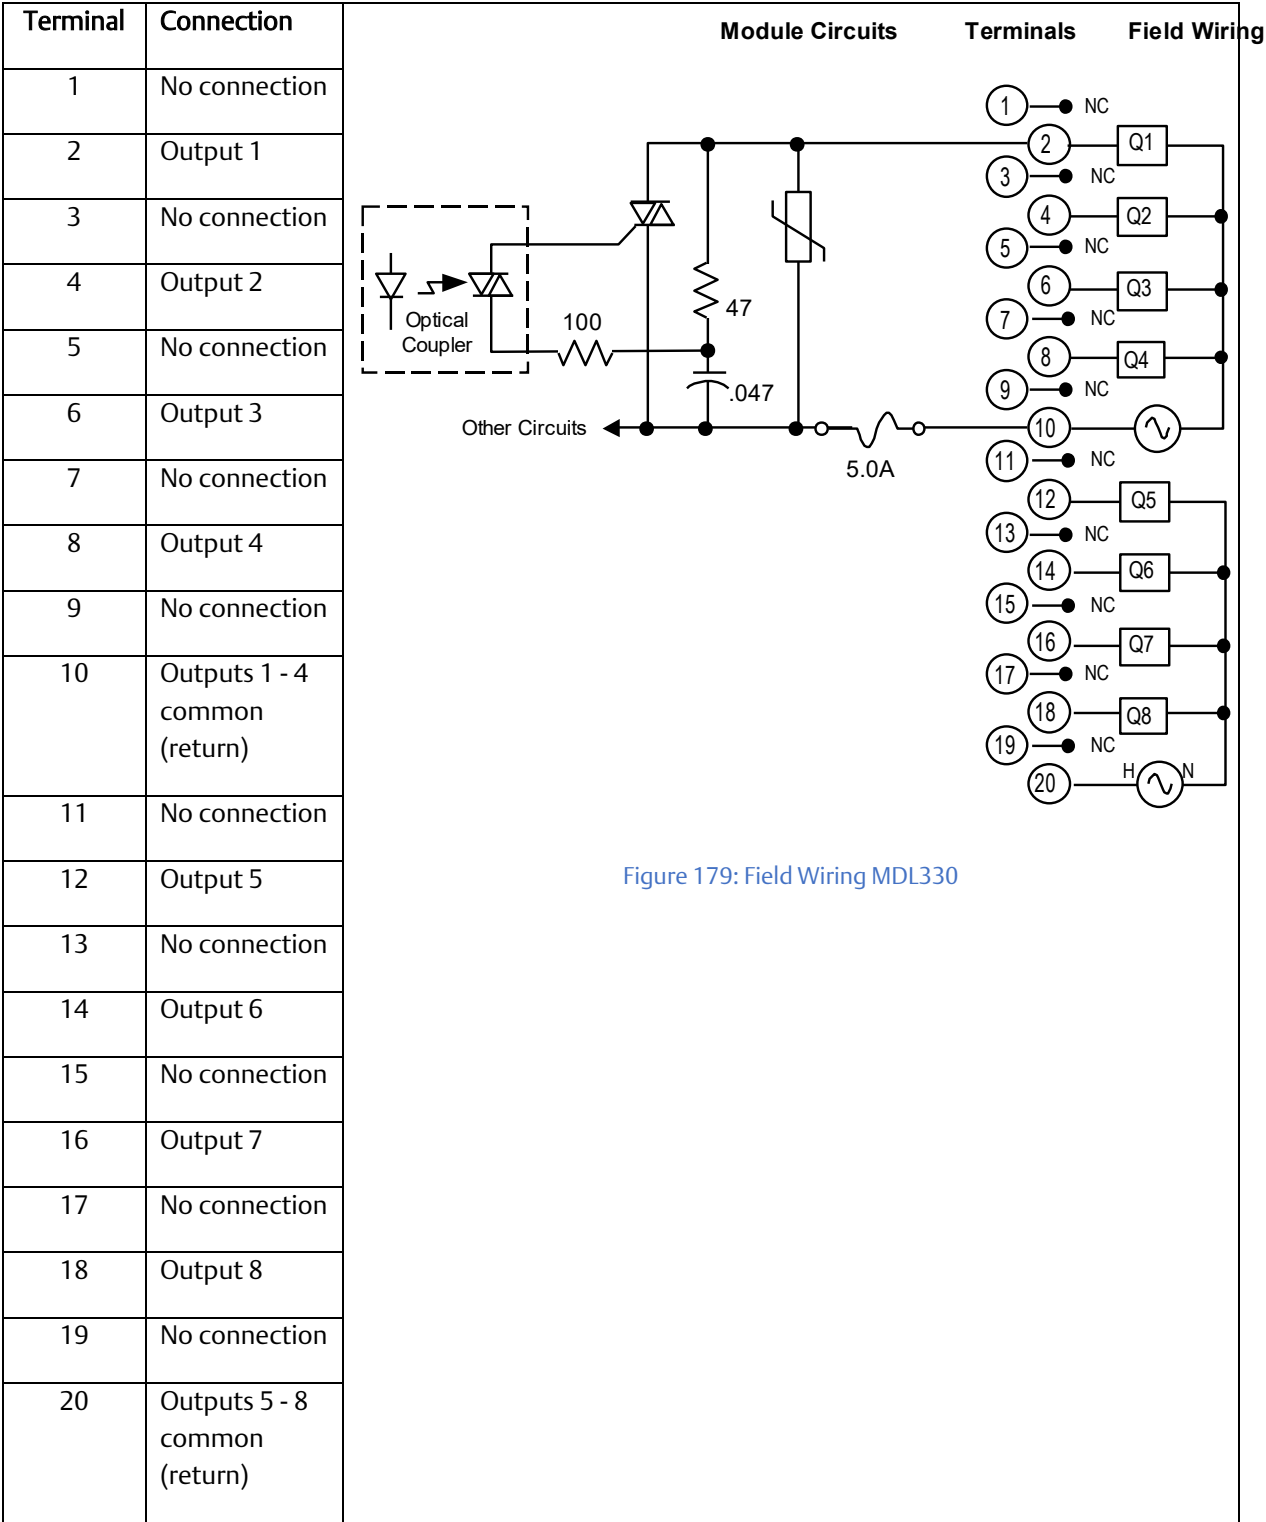 Terminal Connection
1 No connection
2 Output 1
3 No connection
4 Output 2
5 No connection
6 Output 3
7 No connection
8 Output 4
9 No connection
10 Outputs 1 - 4
common
(return)
11 No connection
12 Output 5
13 No connection
14 Output 6
15 No connection
16 Output 7
17 No connection
18 Output 8
19 No connection
20 Outputs 5 - 8
common
(return)
Module Circuits Terminals Field Wiring
1 NC
2 Q1
3 NC
4 Q2
5 NC
6 Q3
7 NC
8 Q4
9 NC
10
11 NC
12 Q5
13 NC
14 Q6
15 NC
16 Q7
17 NC
18 Q8
19 NC
20 H N
Optical
Coupler
100
47
.047
Other Circuits
5.0A
Figure 179: Field Wiring MDL330